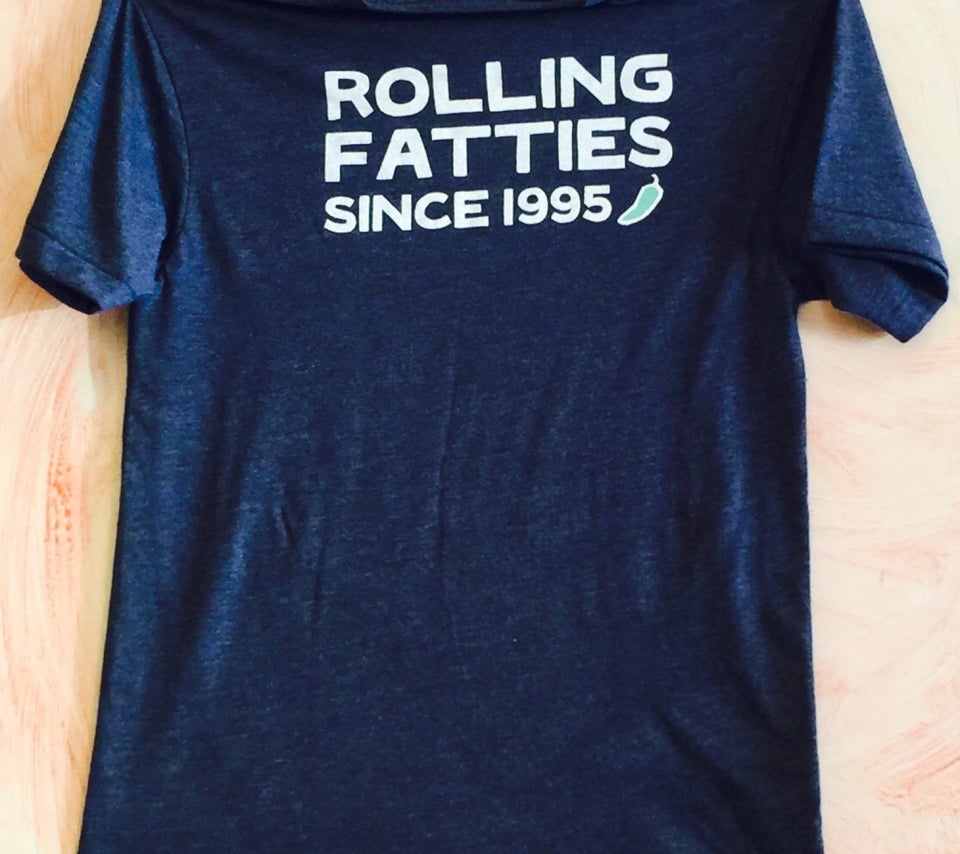 ROLLING
FATTIES
SINCE 1995